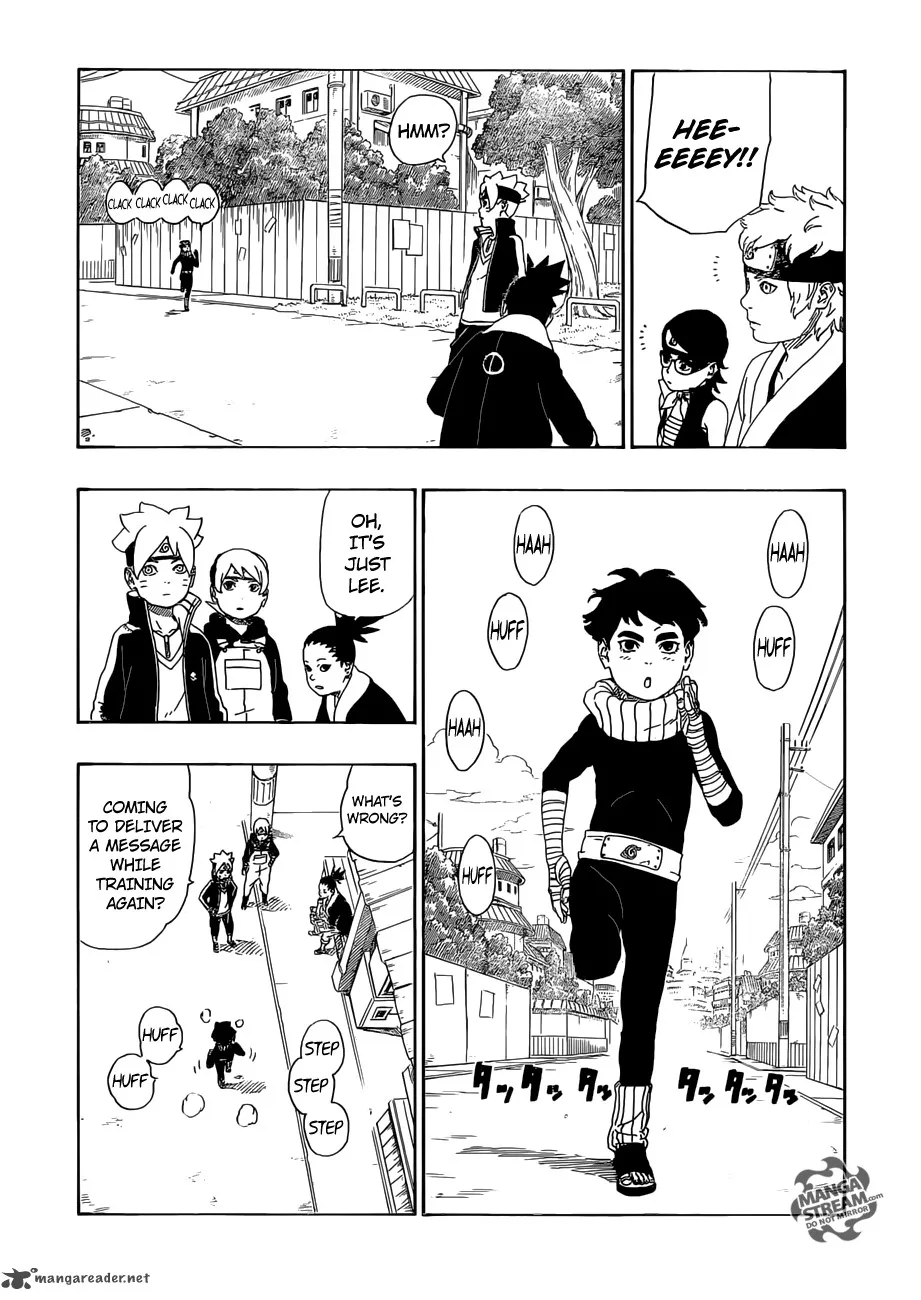 HEE-
EEEEY!!
HMM?
CLACK CLACK CLACK CLACK
HAAH
HAAH
HUFF
HUFF
HAAH
HUFF
タッタッタッ タッタッタッ
OH,
IT'S
JUST
LEE.
WHAT'S
WRONG?
COMING
TO DELIVER
A MESSAGE
WHILE
TRAINING
AGAIN?
HUFF
HUFF
STEP
STEP
STEP
MANGA
STREAM.com
DO NOT MIRROR
mangareader.net